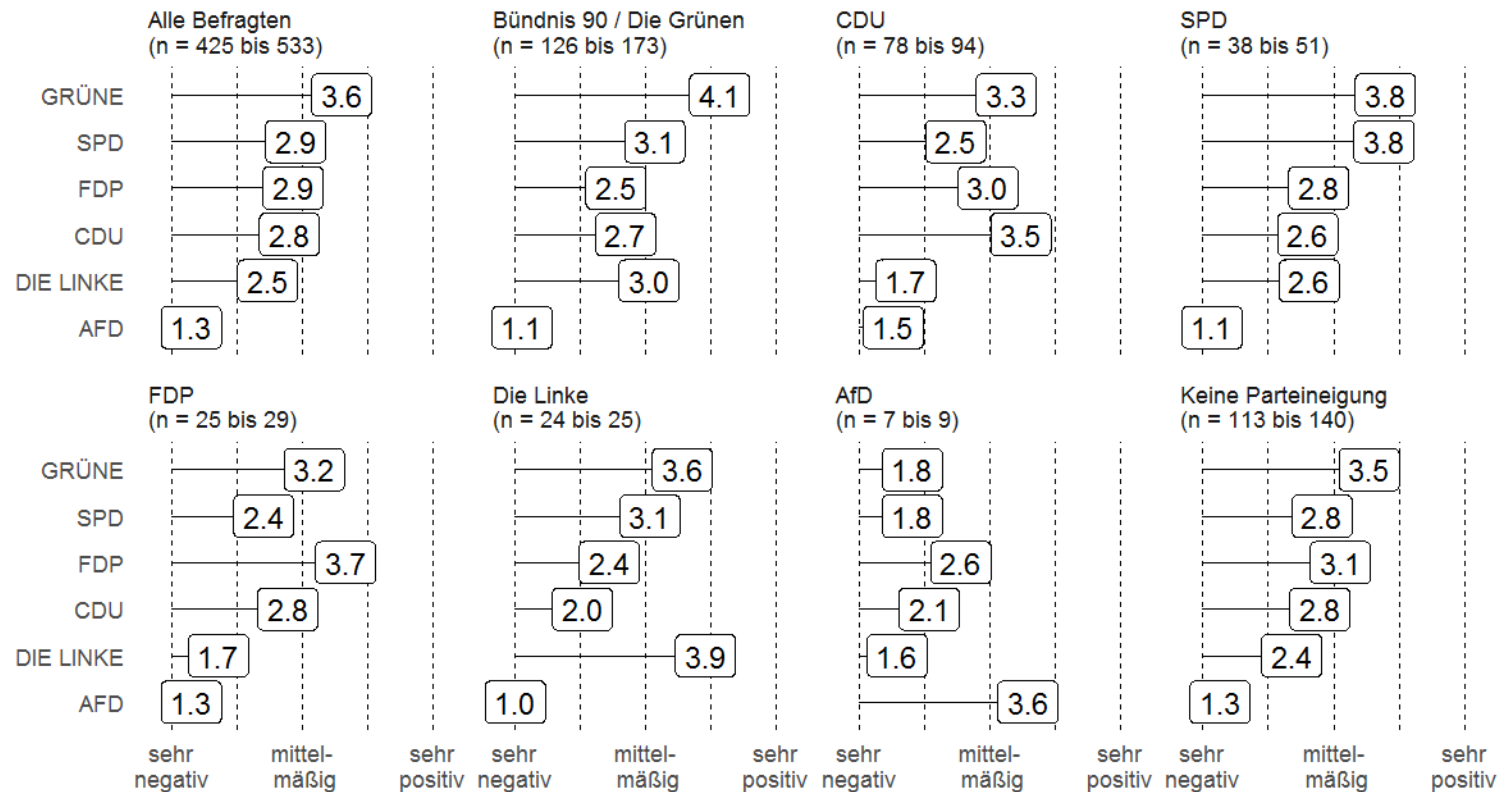 Alle Befragten
(n = 425 bis 533)
Bündnis 90 / Die Grünen
(n = 126 bis 173)
CDU
(n = 78 bis 94)
SPD
(n = 38 bis 51)
GRÜNE 3.6 4.1 3.3 3.8
SPD 2.9 3.1 2.5 3.8
FDP 2.9 2.5 3.0 2.8
CDU 2.8 2.7 3.5 2.6
DIE LINKE 2.5 3.0 1.7 2.6
AFD 1.3 1.1 1.5 1.1
FDP
(n = 25 bis 29)
Die Linke
(n = 24 bis 25)
AfD
(n = 7 bis 9)
Keine Parteineigung
(n = 113 bis 140)
GRÜNE 3.2 3.6 1.8 3.5
SPD 2.4 3.1 1.8 2.8
FDP 3.7 2.4 2.6 3.1
CDU 2.8 2.0 2.1 2.8
DIE LINKE 1.7 3.9 1.6 2.4
AFD 1.3 1.0 3.6 1.3
sehr mittel- sehr sehr mittel- sehr sehr mittel- sehr sehr mittel- sehr
negativ mäßig positiv negativ mäßig positiv negativ mäßig positiv negativ mäßig positiv